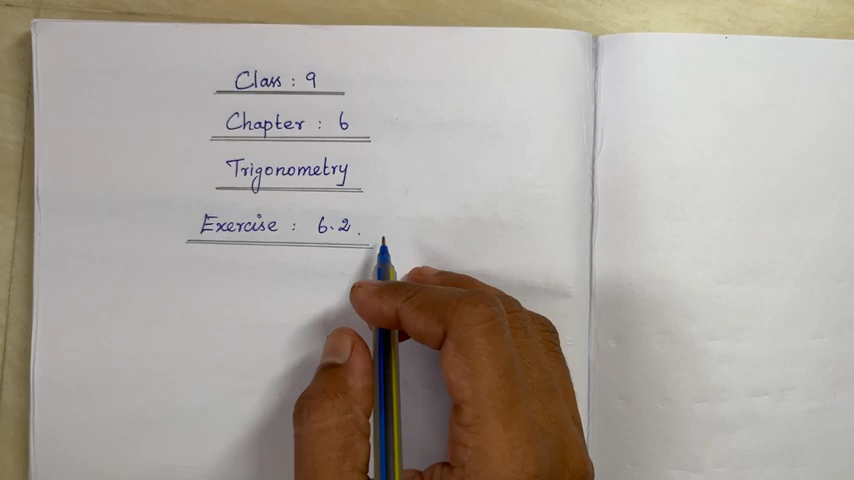 Class : 9
Chapter : 6
Trigonometry
Exercise : 6.2.